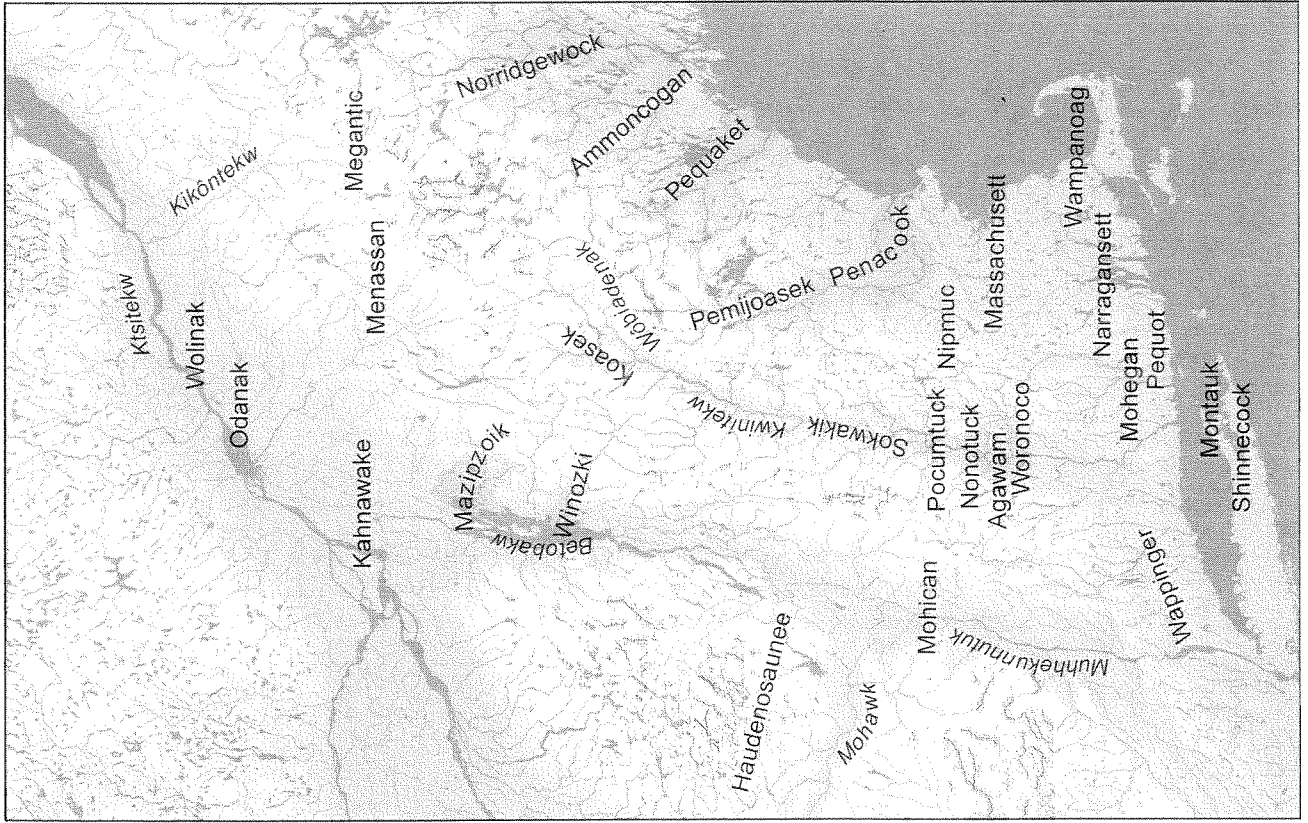 Kikôntekw
Ktsitekw
Wolinak
Odanak
Megantic
Menassan
Kahnawake
Norridgewock
Ammoncogan
Pequaket
Mazipzoik
Winozki
Betobakw
Wôbiadenak
Koasek
Kwinitekw
Sokwakik
Pemijoasek
Penacook
Haudenosaunee
Mohawk
Mohican
Muhhekunnutuk
Pocumtuck
Nipmuc
Nonotuck
Agawam
Woronoco
Massachusett
Wampanoag
Narragansett
Mohegan
Pequot
Wappinger
Montauk
Shinnecock